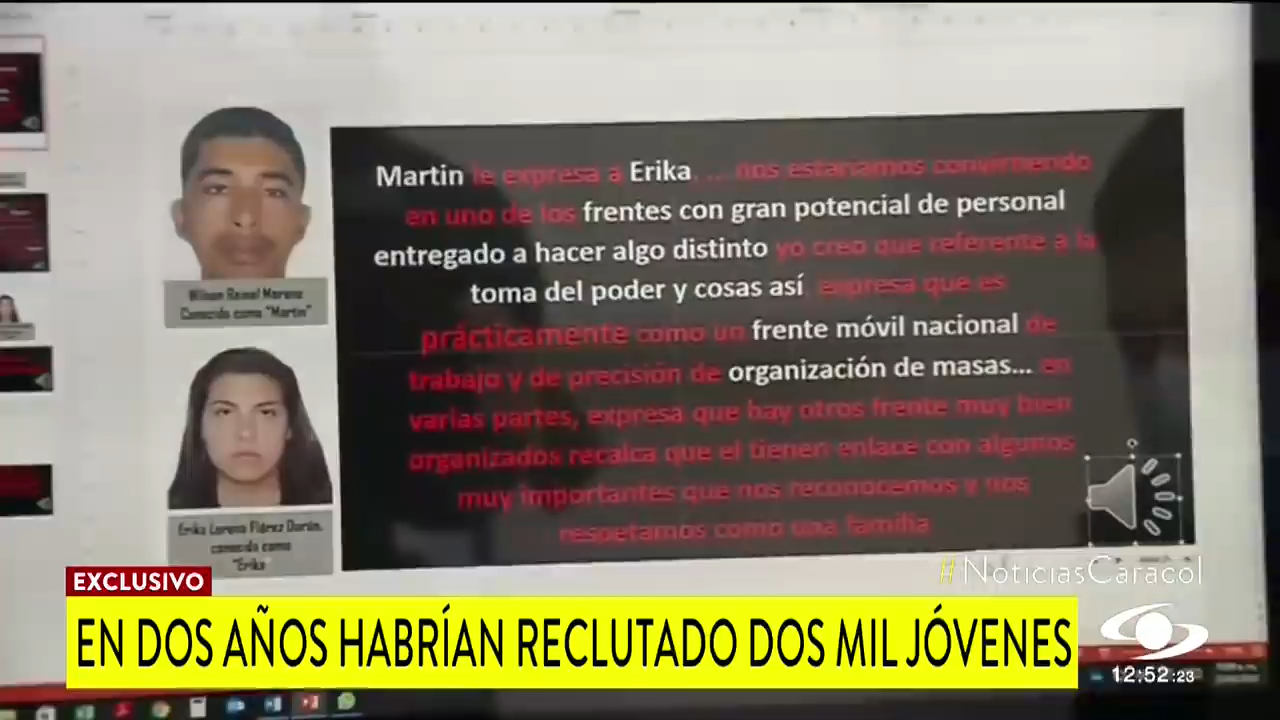 Martin le expresa a Erika, ... nos estaríamos convirniendo
en uno de los frentes con gran potencial de personal
entregado a hacer algo distinto yo creo que referente a la
toma del poder y cosas así, expresa que es
prácticamente como un frente móvil nacional de
trabajo y de precisión de organización de masas... en
varias partes, expresa que hay otros frente muy bien
organizados recalca que el tienen enlace con algunos
muy importantes que nos reconocemos y nos
respetamos como una familia
Wilson Reinel Moreno
Conocido como "Martin"
Erika Lorena Flórez Durán,
conocida como
"Erika
#NoticiasCaracol
EXCLUSIVO
EN DOS AÑOS HABRÍAN RECLUTADO DOS MIL JÓVENES
12:52:23